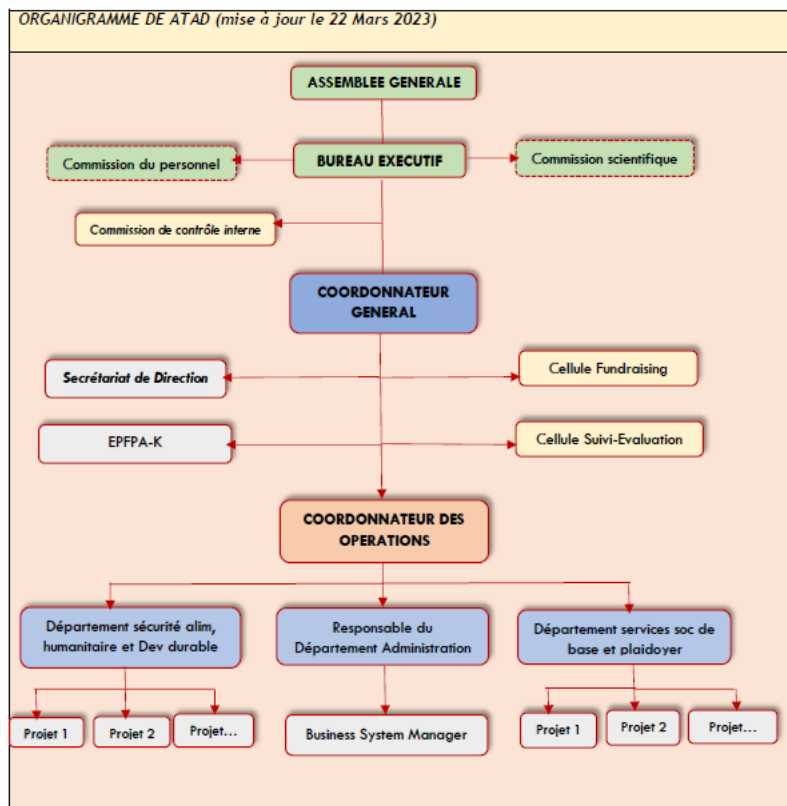 ORGANIGRAMME DE ATAD (mise à jour le 22 Mars 2023)
ASSEMBLEE GENERALE
Commission du personnel
BUREAU EXECUTIF
Commission scientifique
Commission de contrôle interne
COORDONNATEUR
GENERAL
Secrétariat de Direction
Cellule Fundraising
EPFPA-K
Cellule Suivi-Evaluation
COORDONNATEUR DES
OPERATIONS
Département sécurité alim,
humanitaire et Dev durable
Responsable du
Département Administration
Département services soc de
base et plaidoyer
Projet 1
Projet 2
Projet...
Business System Manager
Projet 1
Projet 2
Projet...